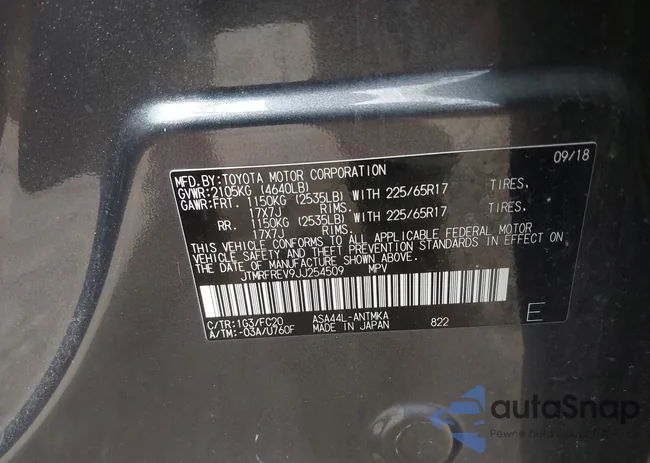 MFD.BY:TOYOTA MOTOR CORPORATION 09/18
GVWR:2105KG (4640LB)
GAWR:FRT. 1150KG (2535LB) WITH 225/65R17 TIRES.
17X7J RIMS.
RR. 1150KG (2535LB) WITH 225/65R17 TIRES.
17X7J RIMS.
THIS VEHICLE CONFORMS TO ALL APPLICABLE FEDERAL MOTOR
VEHICLE SAFETY AND THEFT PREVENTION STANDARDS IN EFFECT ON
THE DATE OF MANUFACTURE SHOWN ABOVE.
JTMRFREV9JJ254509 MPV
C/TR:1G3/FC20 ASA44L-ANTMKA
A/TM:-03A/U760F MADE IN JAPAN 822 E
autoSnap